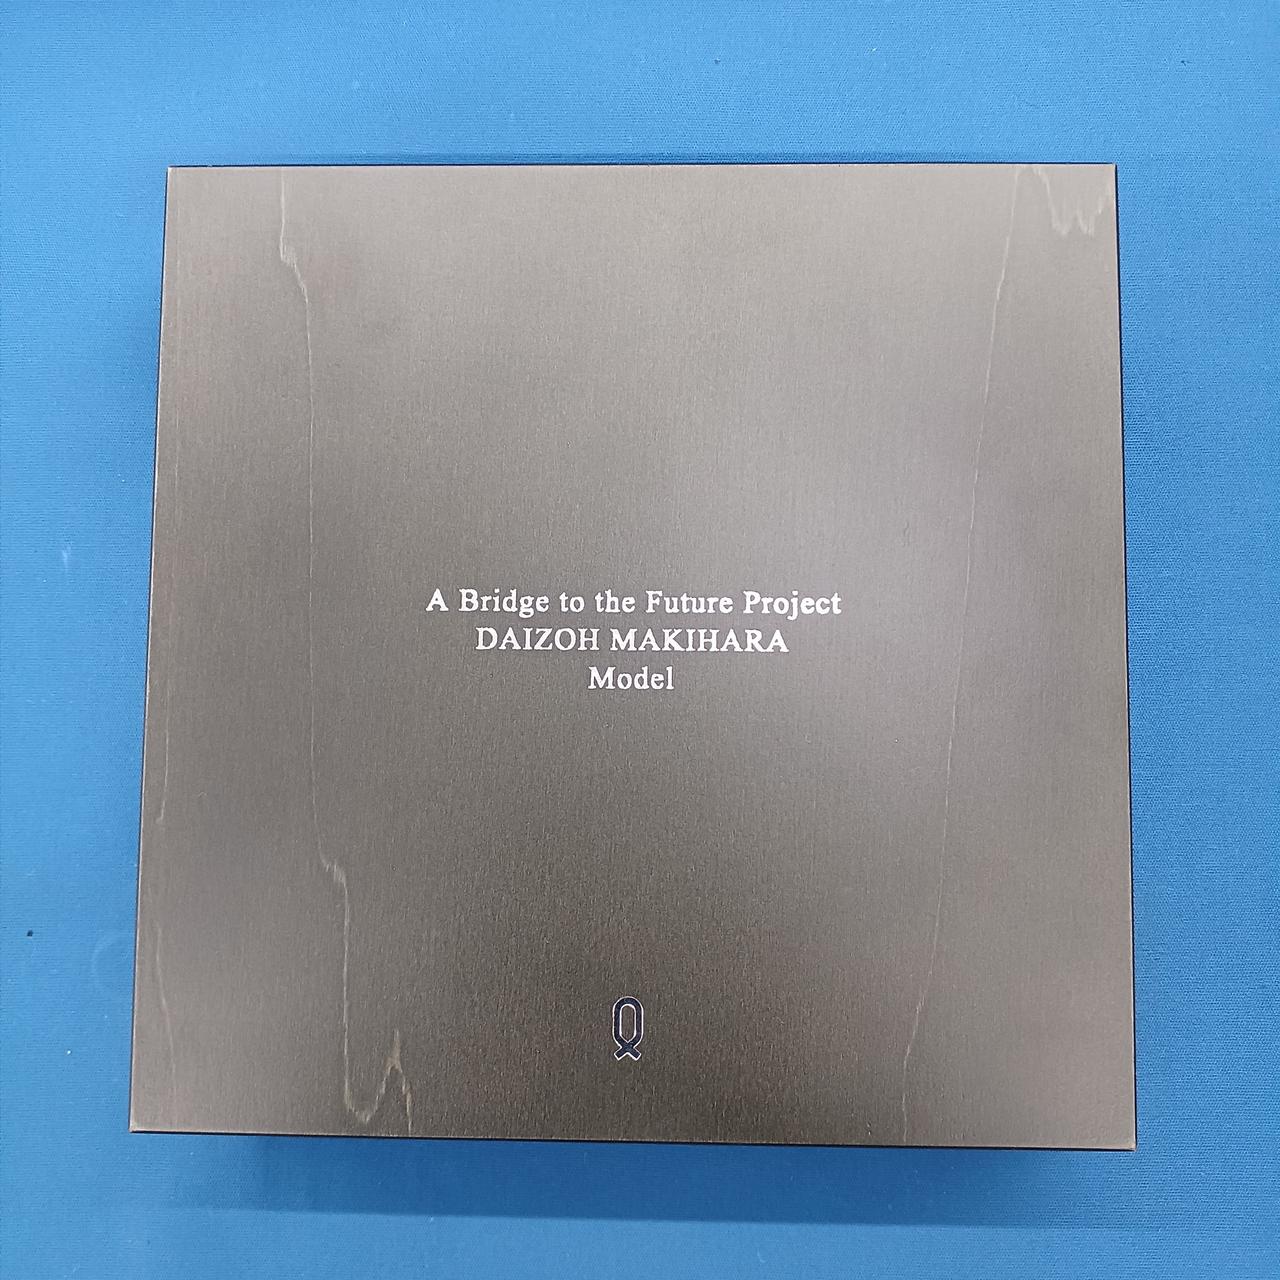 A Bridge to the Future Project
DAIZOH MAKIHARA
Model